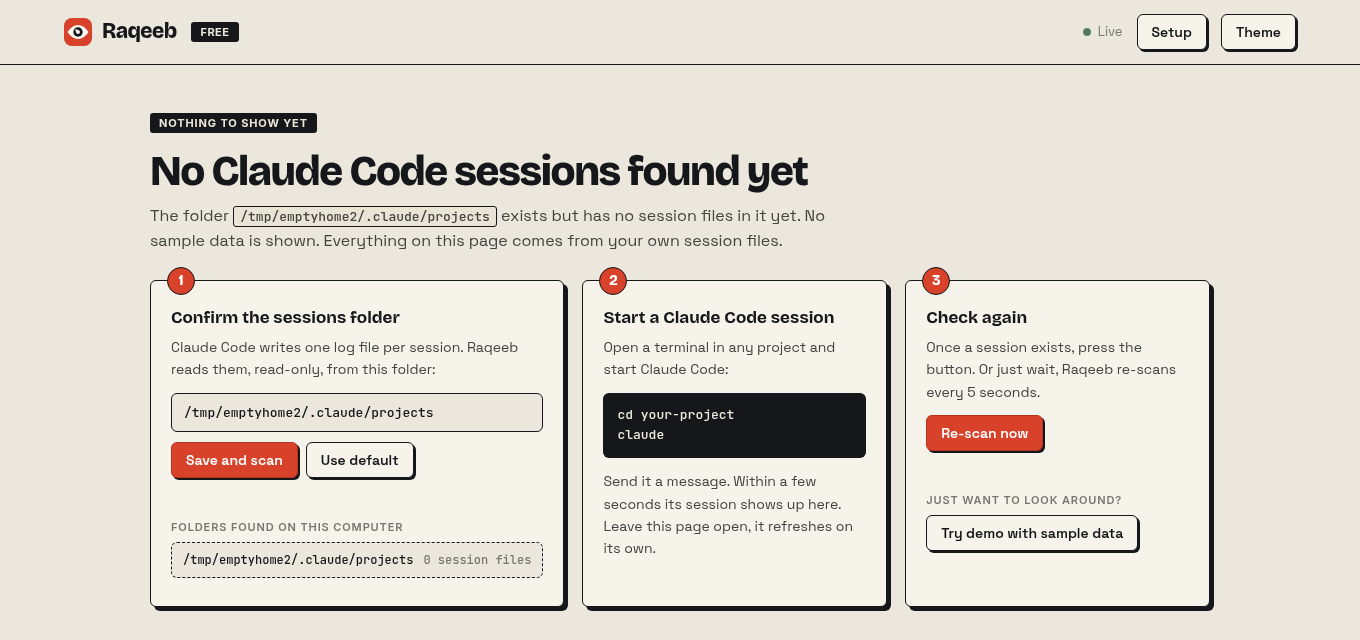 Raqeeb FREE
Live Setup Theme
NOTHING TO SHOW YET
No Claude Code sessions found yet
The folder /tmp/emptyhome2/.claude/projects exists but has no session files in it yet. No
sample data is shown. Everything on this page comes from your own session files.
1
Confirm the sessions folder
Claude Code writes one log file per session. Raqeeb
reads them, read-only, from this folder:
/tmp/emptyhome2/.claude/projects
Save and scan Use default
FOLDERS FOUND ON THIS COMPUTER
/tmp/emptyhome2/.claude/projects 0 session files
2
Start a Claude Code session
Open a terminal in any project and
start Claude Code:
cd your-project
claude
Send it a message. Within a few
seconds its session shows up here.
Leave this page open, it refreshes on
its own.
3
Check again
Once a session exists, press the
button. Or just wait, Raqeeb re-scans
every 5 seconds.
Re-scan now
JUST WANT TO LOOK AROUND?
Try demo with sample data